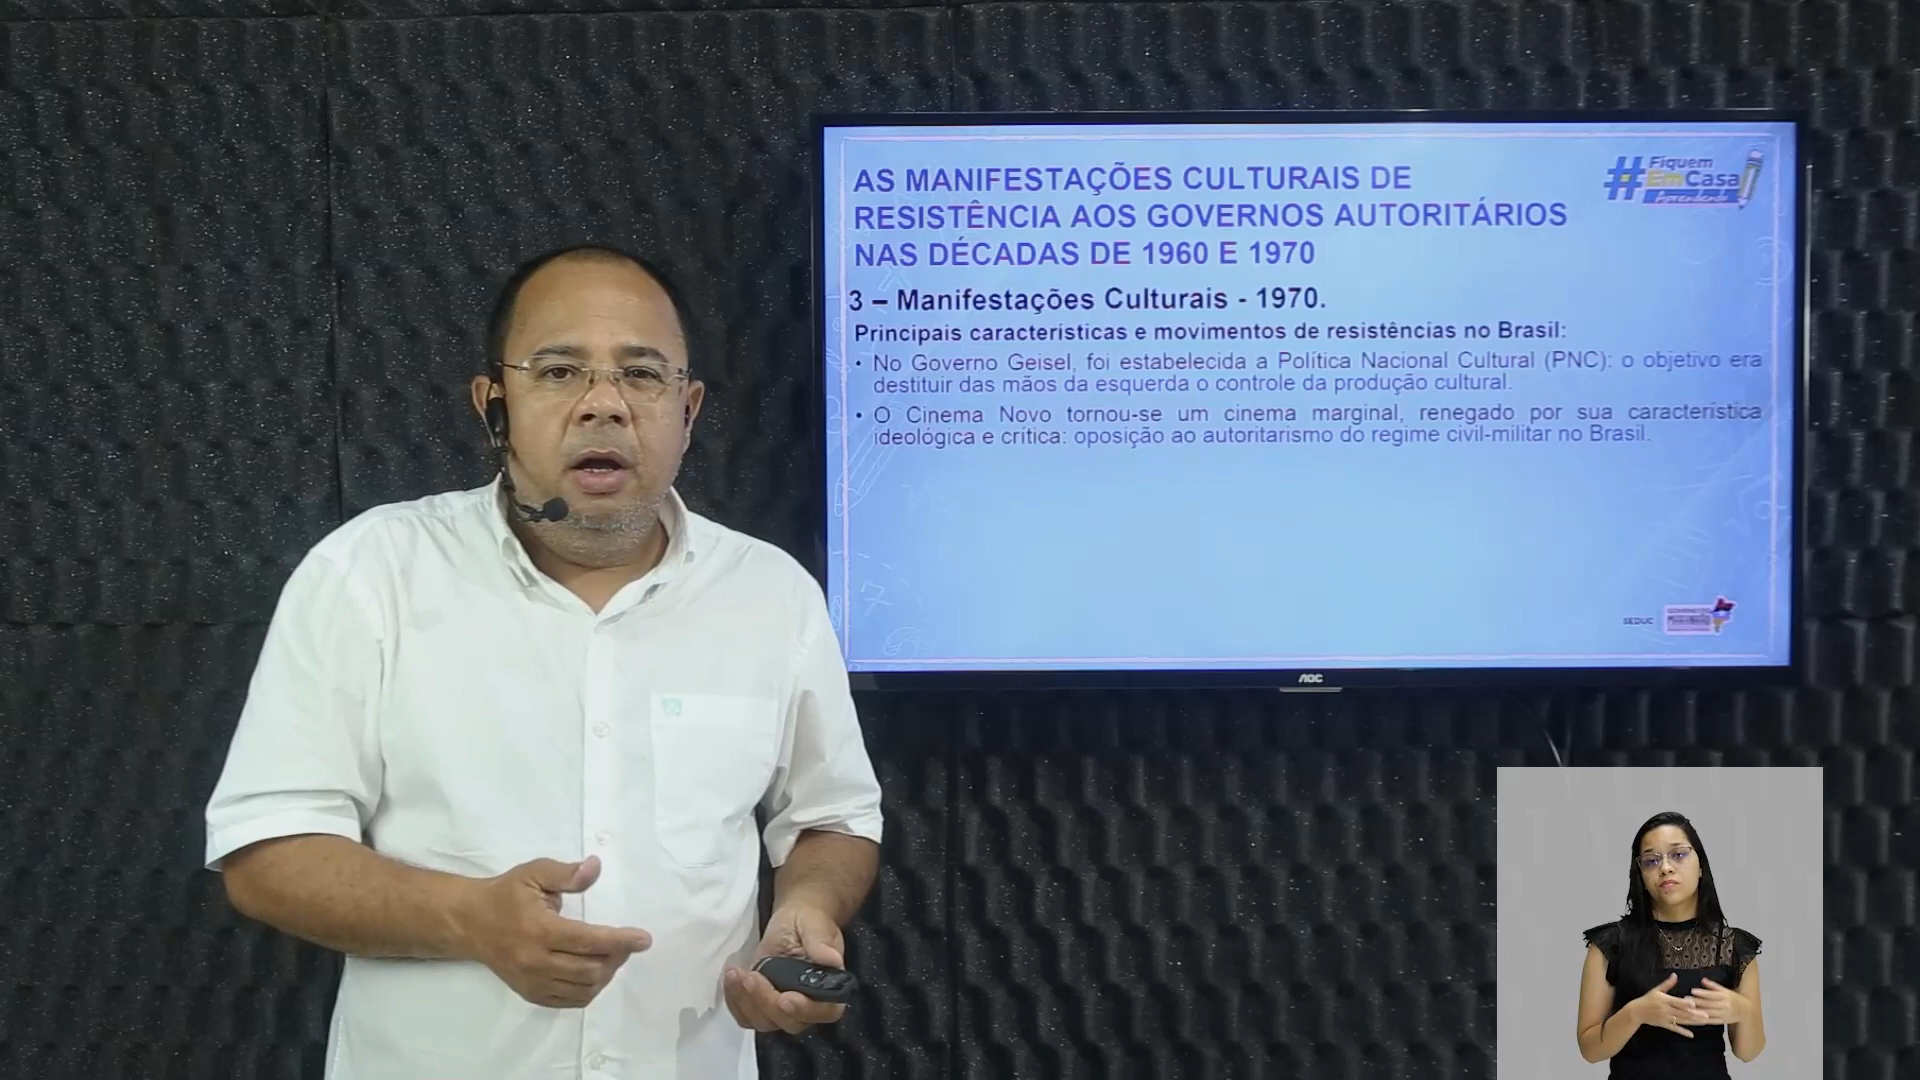 AS MANIFESTAÇÕES CULTURAIS DE
RESISTÊNCIA AOS GOVERNOS AUTORITÁRIOS
NAS DÉCADAS DE 1960 E 1970
#Fiquem
EmCasa
Aprendendo
3 – Manifestações Culturais - 1970.
Principais características e movimentos de resistências no Brasil:
• No Governo Geisel, foi estabelecida a Política Nacional Cultural (PNC): o objetivo era
destituir das mãos da esquerda o controle da produção cultural.
• O Cinema Novo tornou-se um cinema marginal, renegado por sua característica
ideológica e crítica: oposição ao autoritarismo do regime civil-militar no Brasil.
SEDUC
AOC